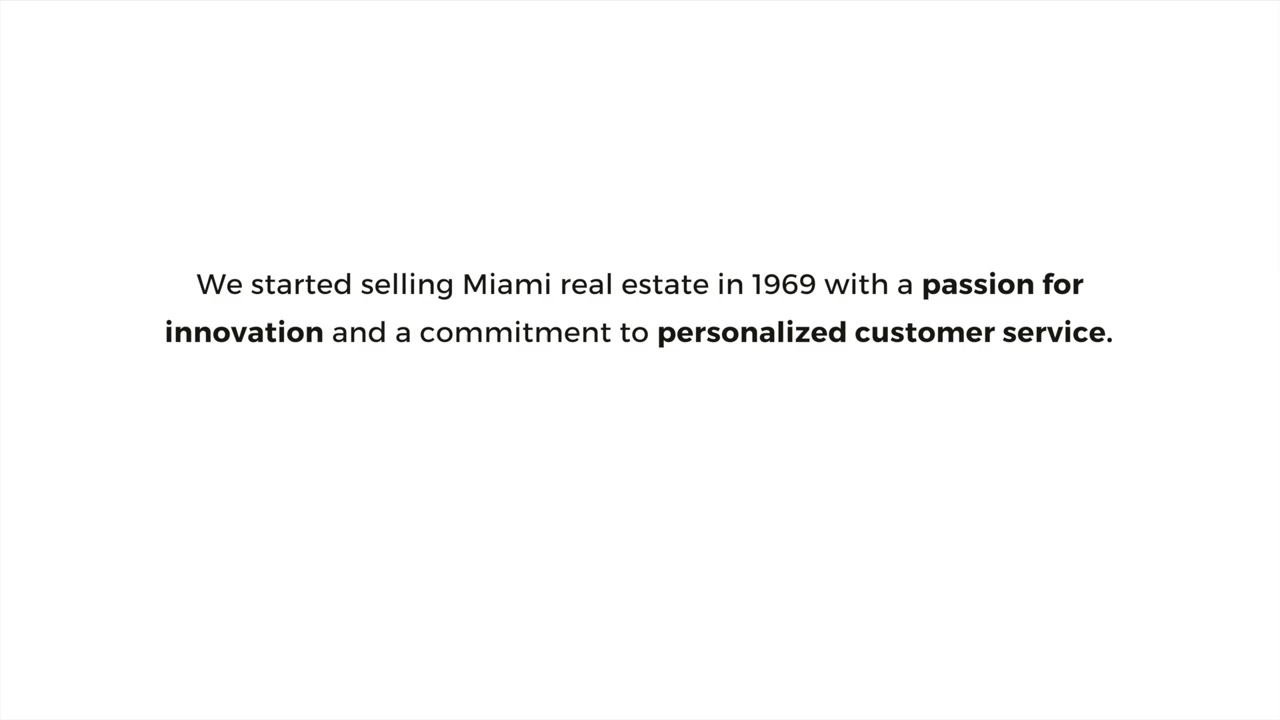 We started selling Miami real estate in 1969 with a passion for
innovation and a commitment to personalized customer service.